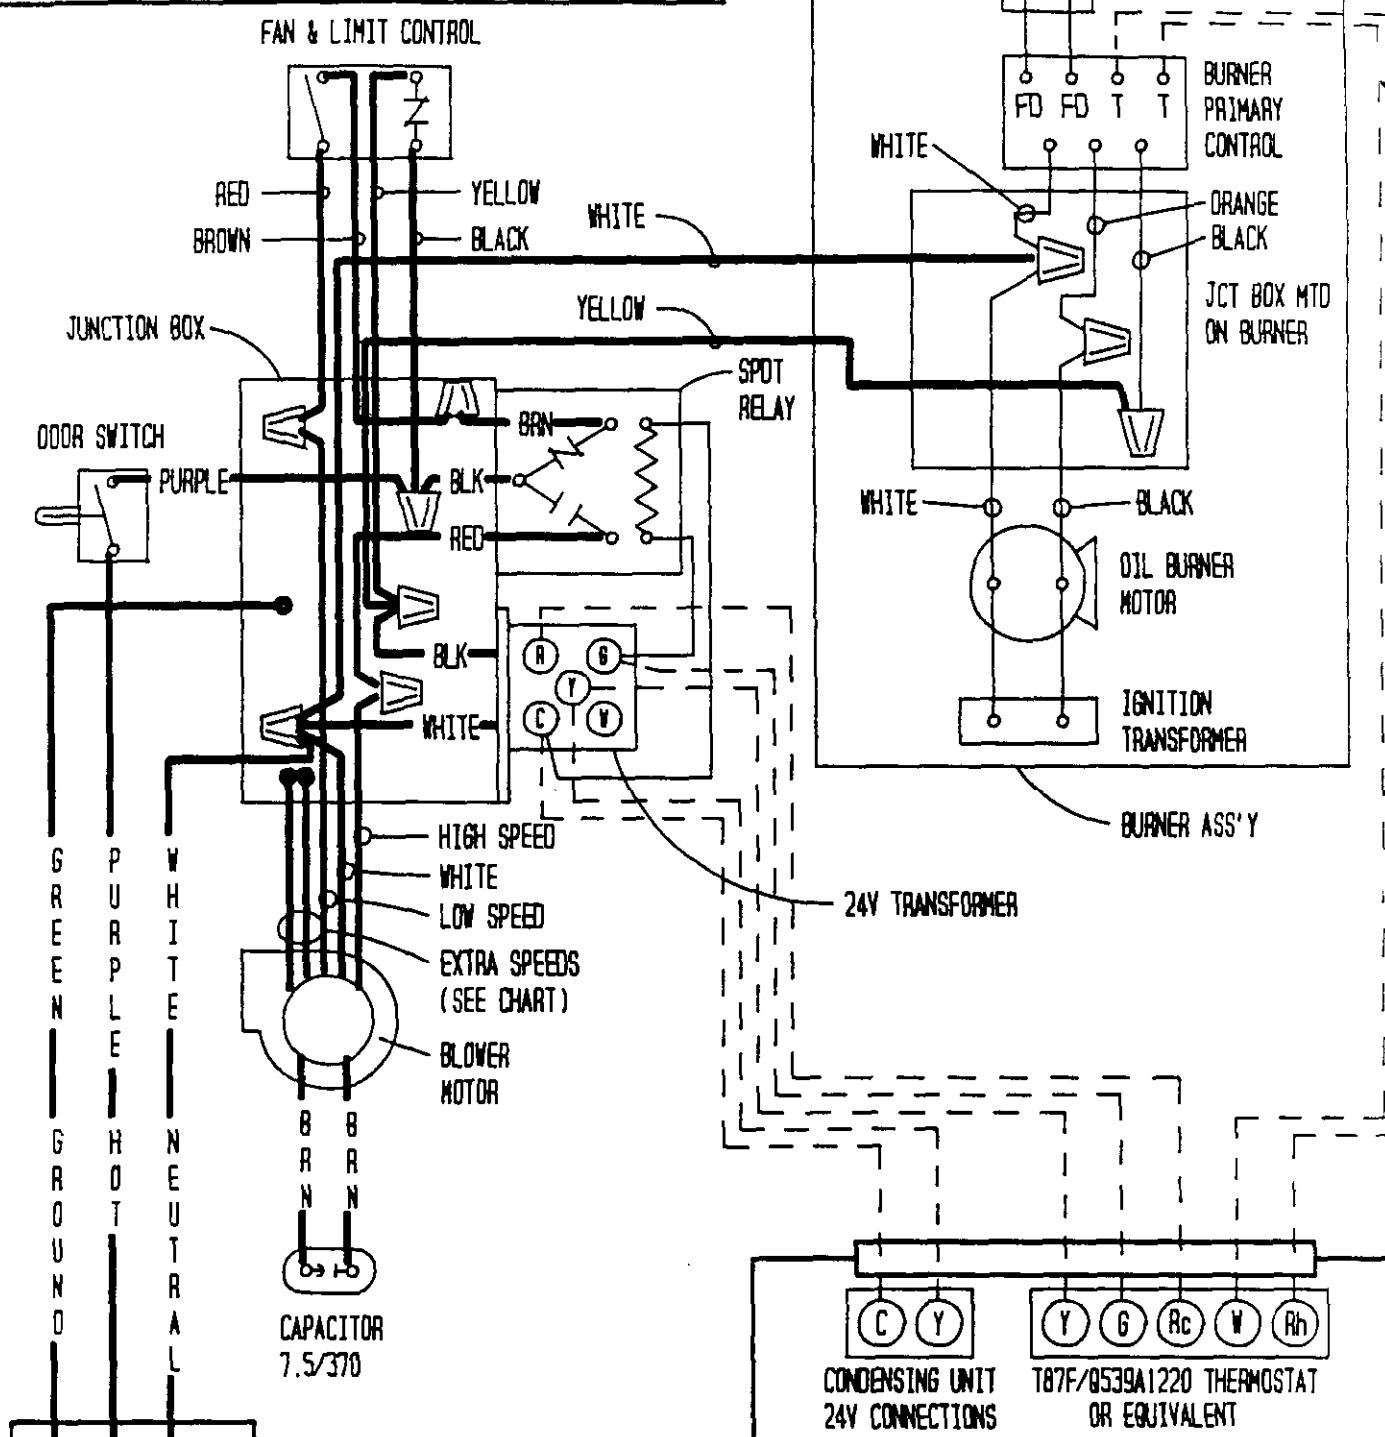 FAN & LIMIT CONTROL
BURNER
PRIMARY
CONTROL
FD FD T T
WHITE
RED
YELLOW
BROWN
BLACK
WHITE
ORANGE
BLACK
JCT BOX MTD
ON BURNER
YELLOW
JUNCTION BOX
SPDT
RELAY
DOOR SWITCH
BRN
PURPLE
BLK
RED
WHITE
BLACK
OIL BURNER
MOTOR
BLK
R G
Y
C W
WHITE
IGNITION
TRANSFORMER
BURNER ASS'Y
HIGH SPEED
WHITE
LOW SPEED
EXTRA SPEEDS
(SEE CHART)
24V TRANSFORMER
BLOWER
MOTOR
GREEN GROUND
PURPLE HOT
WHITE NEUTRAL
BRN
BRN
CAPACITOR
7.5/370
C Y
Y G Rc W Rh
CONDENSING UNIT
24V CONNECTIONS
T87F/Q539A1220 THERMOSTAT
OR EQUIVALENT